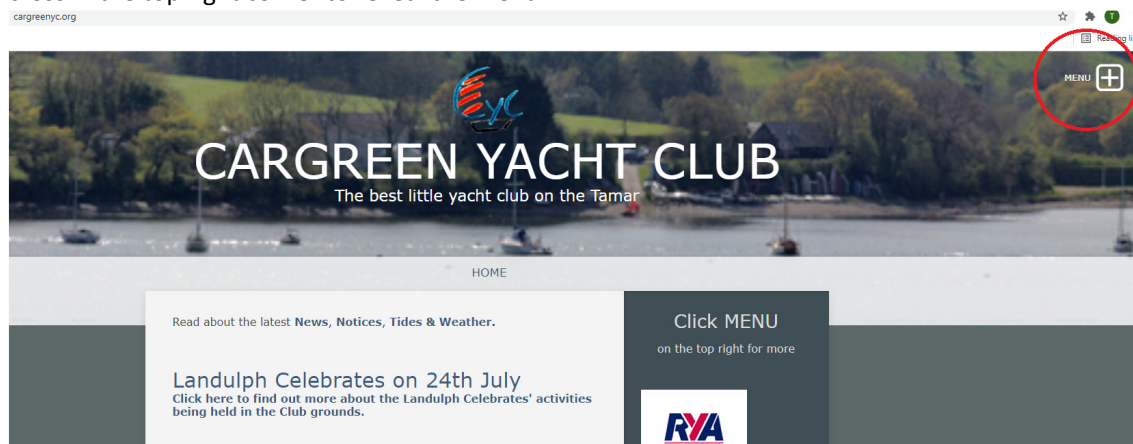 cargreenyc.org
T
Reading li
MENU
CARGREEN YACHT CLUB
The best little yacht club on the Tamar
HOME
Read about the latest News, Notices, Tides & Weather.
Click MENU
on the top right for more
Landulph Celebrates on 24th July
Click here to find out more about the Landulph Celebrates' activities
being held in the Club grounds.
RYA